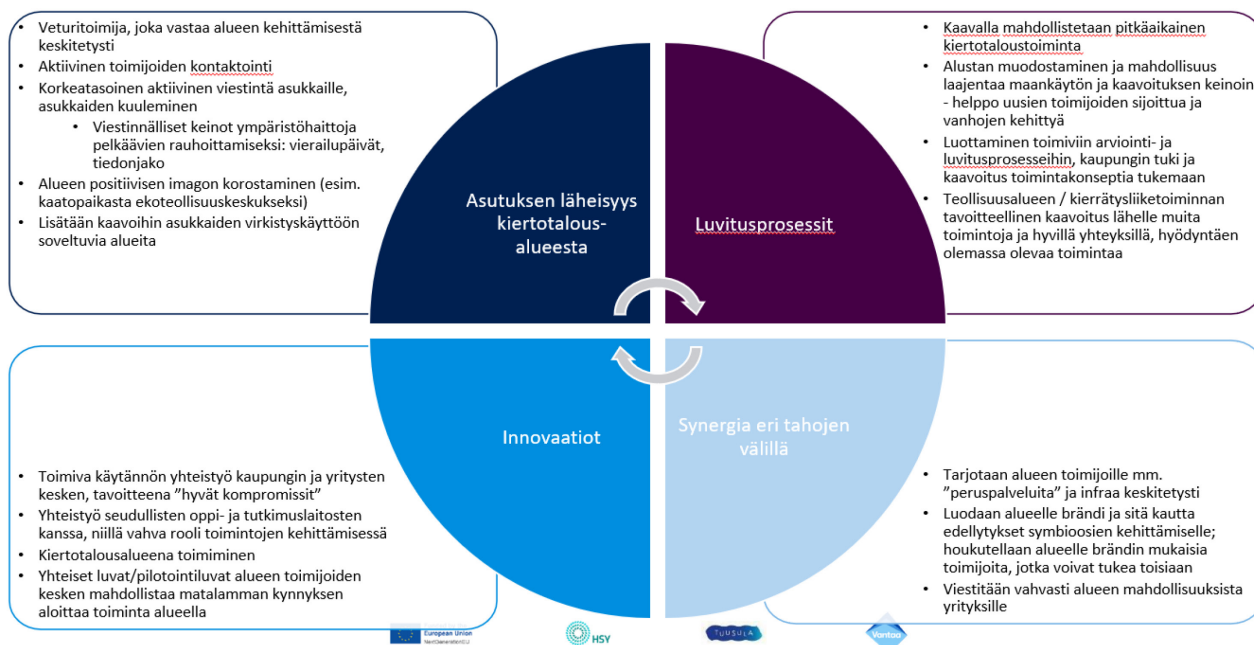 • Veturitoimija, joka vastaa alueen kehittämisestä
keskitetysti
• Aktiivinen toimijoiden kontaktointi
• Korkeatasoinen aktiivinen viestintä asukkaille,
asukkaiden kuuleminen
• Viestinnälliset keinot ympäristöhaittoja
pelkäävien rauhoittamiseksi: vierailupäivät,
tiedonjako
• Alueen positiivisen imagon korostaminen (esim.
kaatopaikasta ekoteollisuuskeskukseksi)
• Lisätään kaavoihin asukkaiden virkistyskäyttöön
soveltuvia alueita
Asutuksen läheisyys
kiertotalous-
alueesta
Luvitusprosessit
• Kaavalla mahdollistetaan pitkäaikainen
kiertotaloustoiminta
• Alustan muodostaminen ja mahdollisuus
laajentaa maankäytön ja kaavoituksen keinoin
- helppo uusien toimijoiden sijoittua ja
vanhojen kehittyä
• Luottaminen toimiviin arviointi- ja
luvitusprosesseihin, kaupungin tuki ja
kaavoitus toimintakonseptia tukemaan
• Teollisuusalueen / kierrätysliiketoiminnan
tavoitteellinen kaavoitus lähelle muita
toimintoja ja hyvillä yhteyksillä, hyödyntäen
olemassa olevaa toimintaa
• Toimiva käytännön yhteistyö kaupungin ja yritysten
kesken, tavoitteena ”hyvät kompromissit”
• Yhteistyö seudullisten oppi- ja tutkimuslaitosten
kanssa, niillä vahva rooli toimintojen kehittämisessä
• Kiertotalousalueena toimiminen
• Yhteiset luvat/pilotointiluvat alueen toimijoiden
kesken mahdollistaa matalamman kynnyksen
aloittaa toiminta alueella
Innovaatiot
Synergia eri tahojen
välillä
• Tarjotaan alueen toimijoille mm.
”peruspalveluita” ja infraa keskitetysti
• Luodaan alueelle brändi ja sitä kautta
edellytykset symbioosien kehittämiselle;
houkutellaan alueelle brändin mukaisia
toimijoita, jotka voivat tukea toisiaan
• Viestitään vahvasti alueen mahdollisuuksista
yrityksille
European Union
NextGenerationEU
HSY
TUUSULA
Vantaa